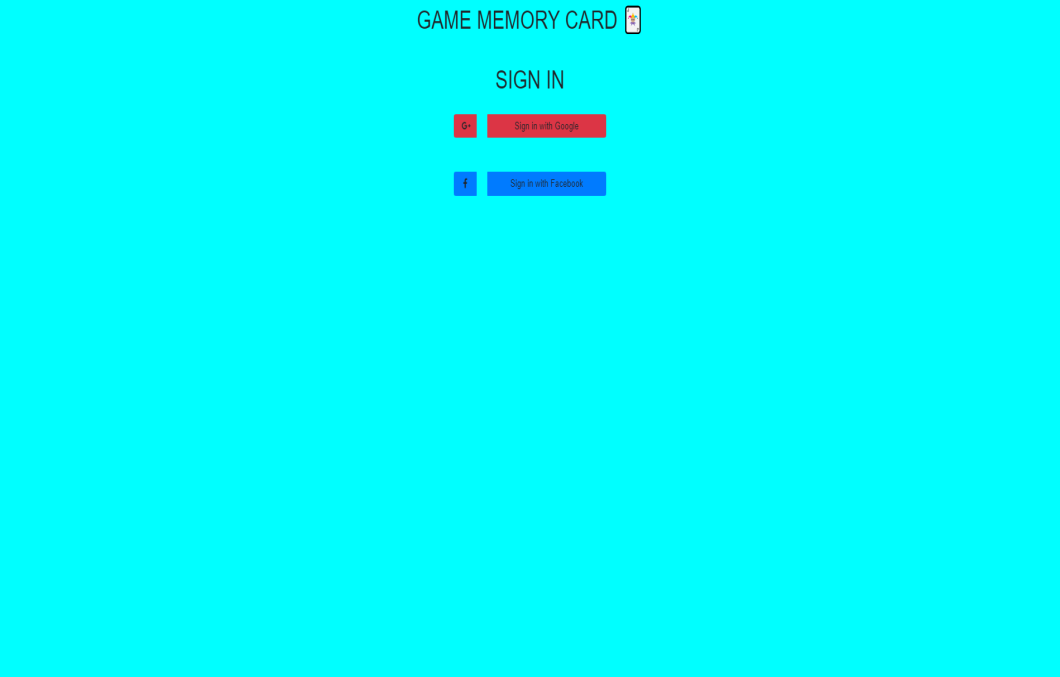 GAME MEMORY CARD 🃏
SIGN IN
G+ Sign in with Google
f Sign in with Facebook